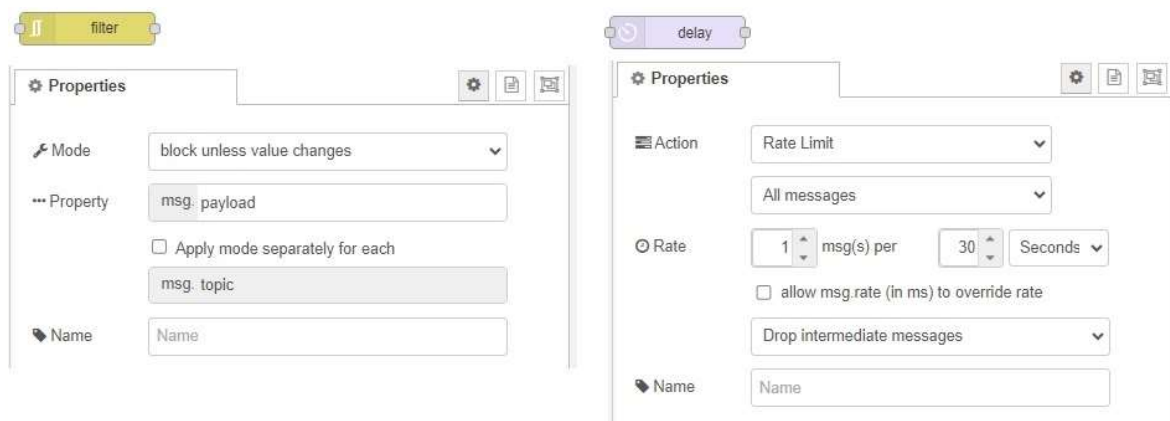 filter
Properties
Mode block unless value changes
Property msg. payload
Apply mode separately for each
msg. topic
Name Name
delay
Properties
Action Rate Limit
All messages
Rate 1 msg(s) per 30 Seconds
allow msg.rate (in ms) to override rate
Drop intermediate messages
Name Name